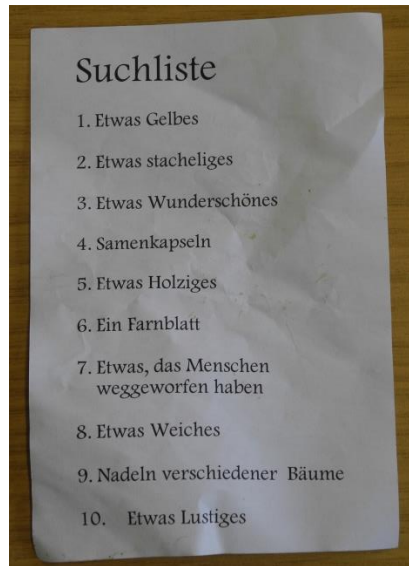 Suchliste
1. Etwas Gelbes
2. Etwas stacheliges
3. Etwas Wunderschönes
4. Samenkapseln
5. Etwas Holziges
6. Ein Farnblatt
7. Etwas, das Menschen
weggeworfen haben
8. Etwas Weiches
9. Nadeln verschiedener Bäume
10. Etwas Lustiges